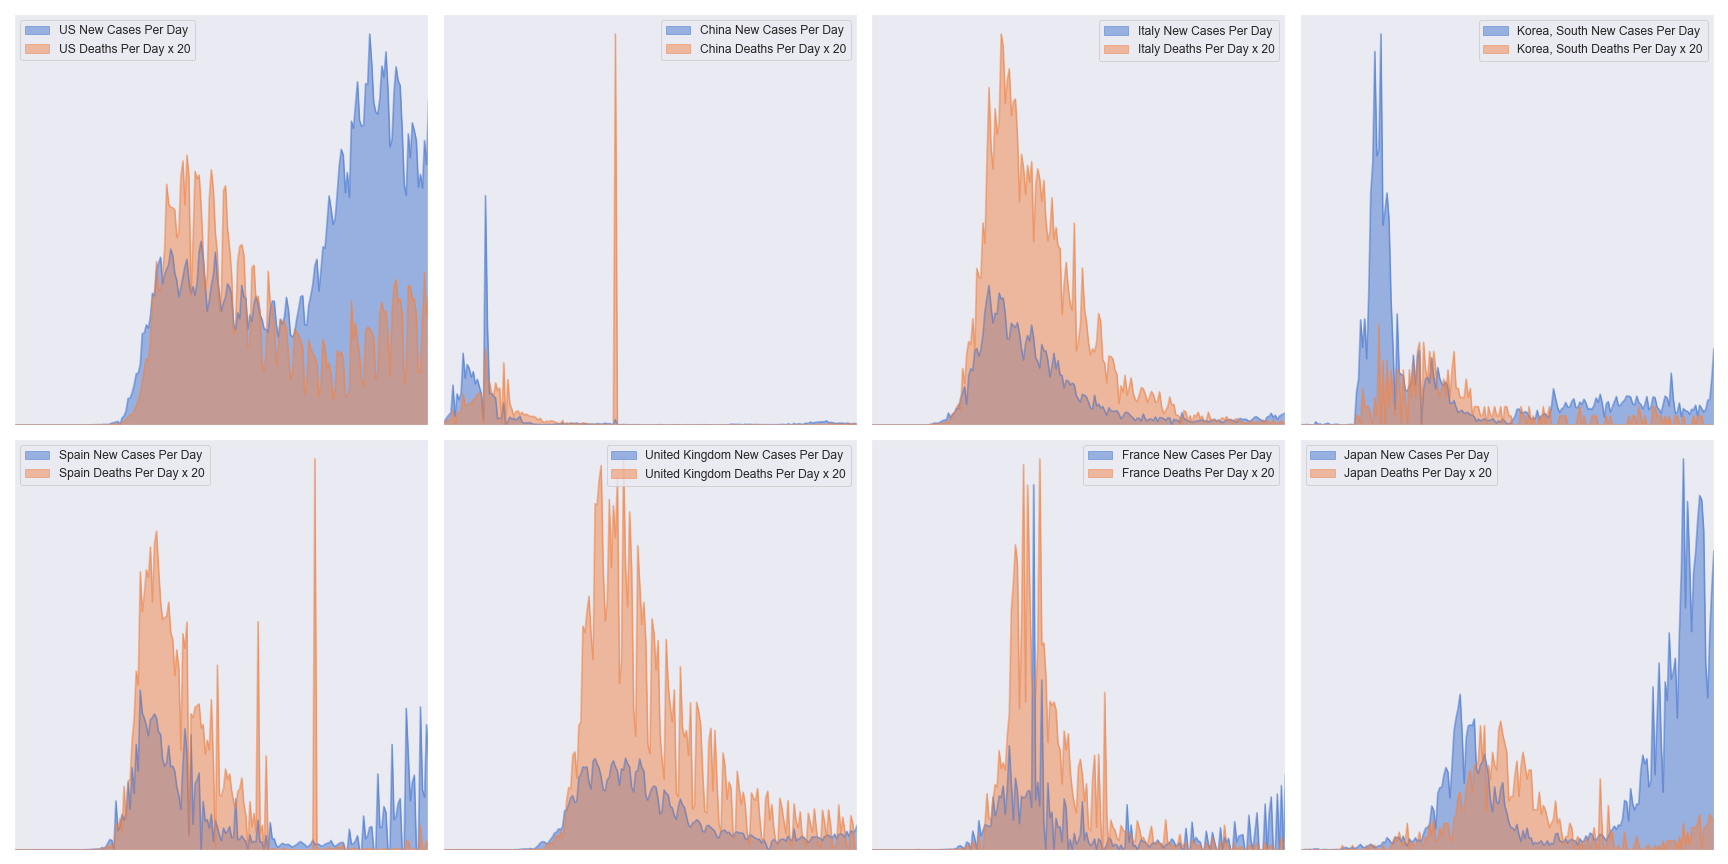 US New Cases Per Day
US Deaths Per Day x 20
China New Cases Per Day
China Deaths Per Day x 20
Italy New Cases Per Day
Italy Deaths Per Day x 20
Korea, South New Cases Per Day
Korea, South Deaths Per Day x 20
Spain New Cases Per Day
Spain Deaths Per Day x 20
United Kingdom New Cases Per Day
United Kingdom Deaths Per Day x 20
France New Cases Per Day
France Deaths Per Day x 20
Japan New Cases Per Day
Japan Deaths Per Day x 20